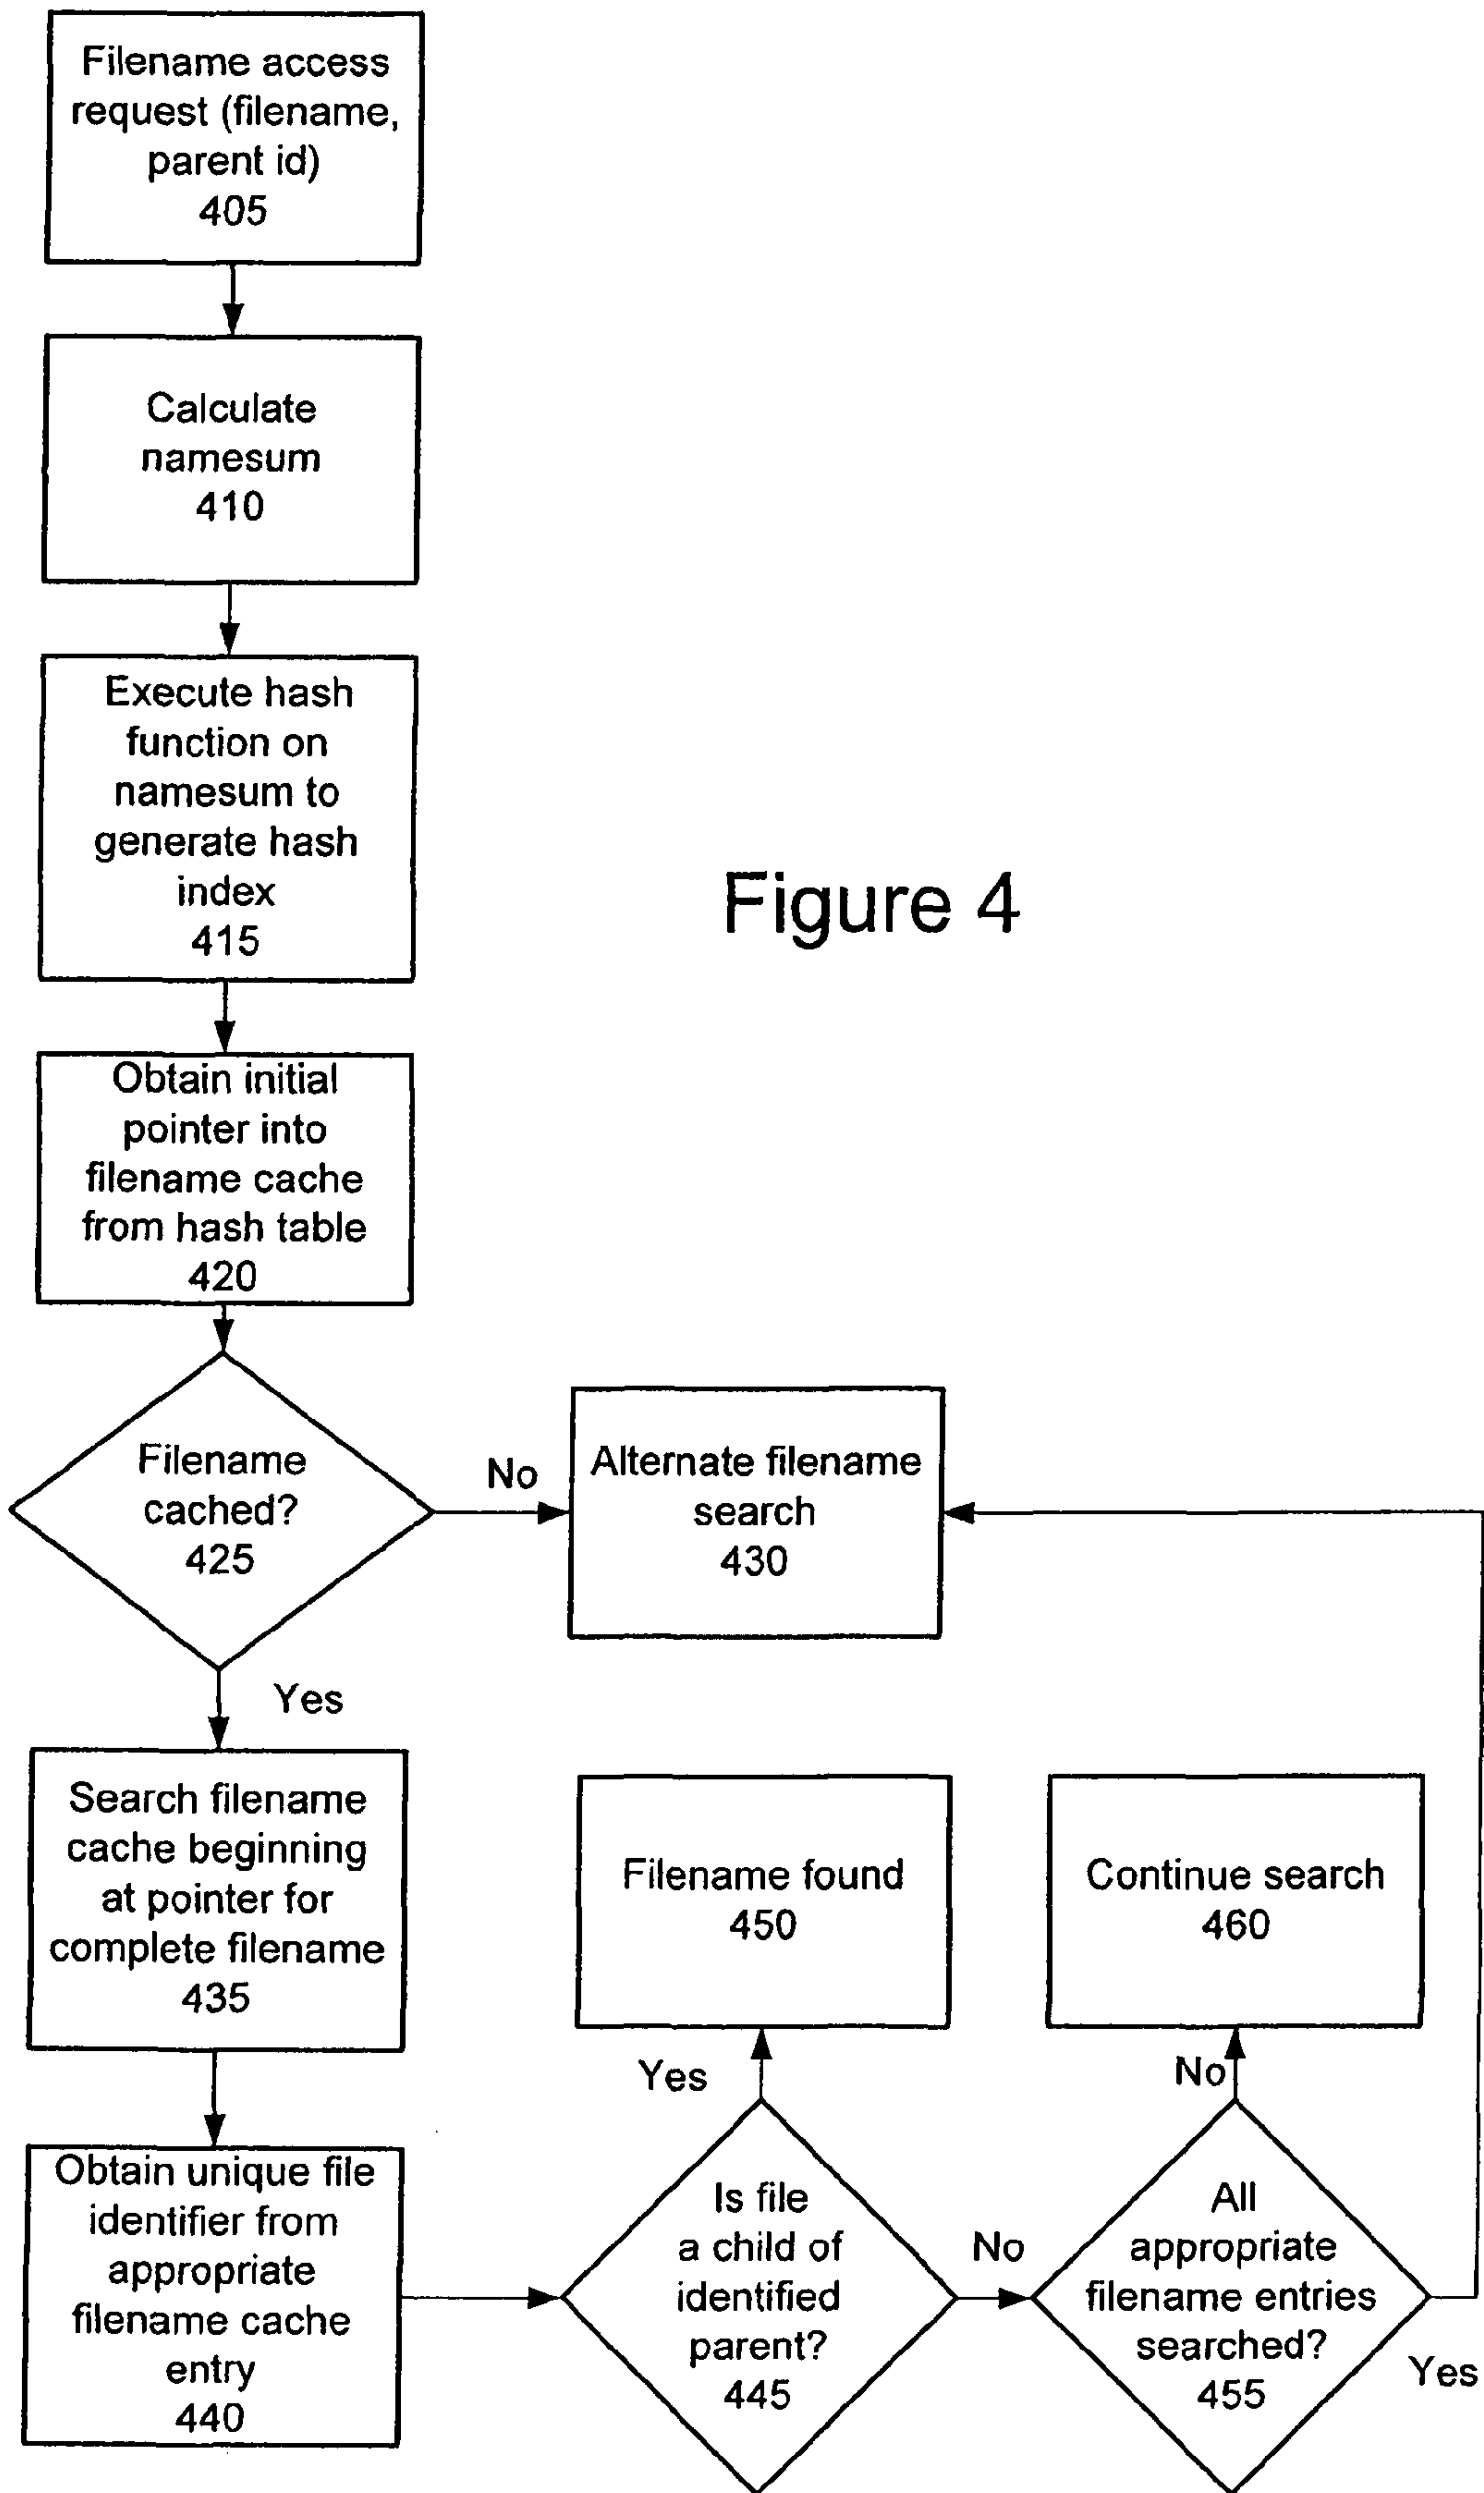 Filename access
request (filename,
parent id)
405
Calculate
namesum
410
Execute hash
function on
namesum to
generate hash
index
415
Figure 4
Obtain initial
pointer into
filename cache
from hash table
420
Filename
cached?
425
No
Alternate filename
search
430
Yes
Search filename
cache beginning
at pointer for
complete filename
435
Filename found
450
Continue search
460
Yes
No
Obtain unique file
identifier from
appropriate
filename cache
entry
440
Is file
a child of
identified
parent?
445
No
All
appropriate
filename entries
searched?
455
Yes